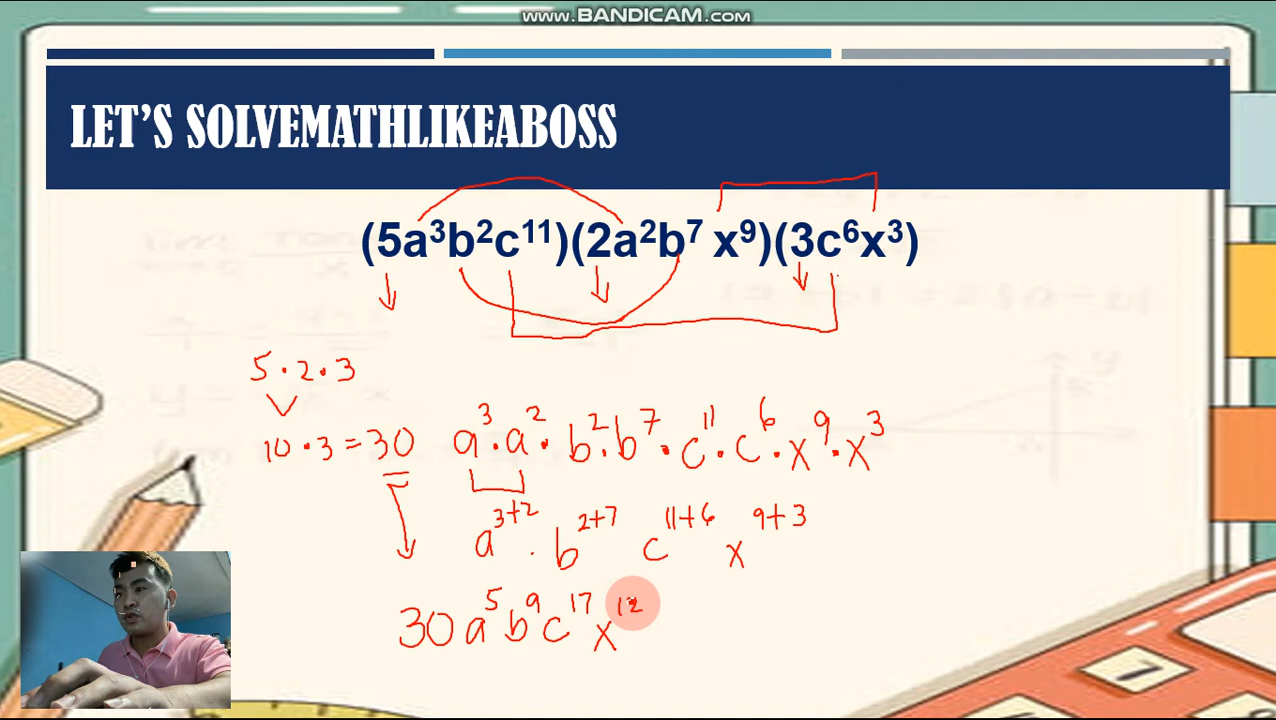 www.BANDICAM.com
LET'S SOLVEMATHLIKEABOSS
(5a³b²c¹¹)(2a²b⁷ x⁹)(3c⁶x³)
5 · 2 · 3
10 · 3 = 30 a³ · a² · b² · b⁷ · c¹¹ · c⁶ · x⁹ · x³
a³⁺² · b²⁺⁷ c¹¹⁺⁶ x⁹⁺³
30a⁵b⁹c¹⁷x¹²
7